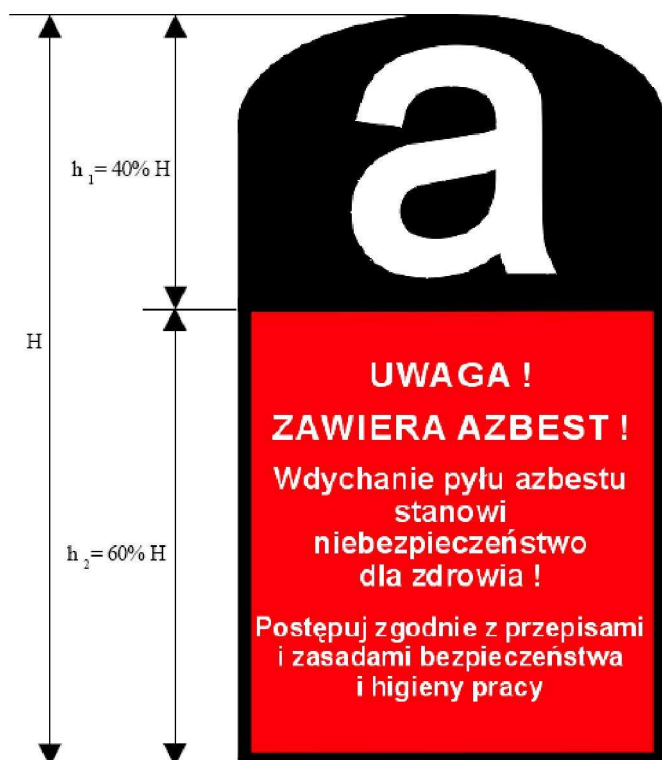 a
h₁= 40% H
H
h₂= 60% H
UWAGA !
ZAWIERA AZBEST !
Wdychanie pyłu azbestu
stanowi
niebezpieczeństwo
dla zdrowia !
Postępuj zgodnie z przepisami
i zasadami bezpieczeństwa
i higieny pracy